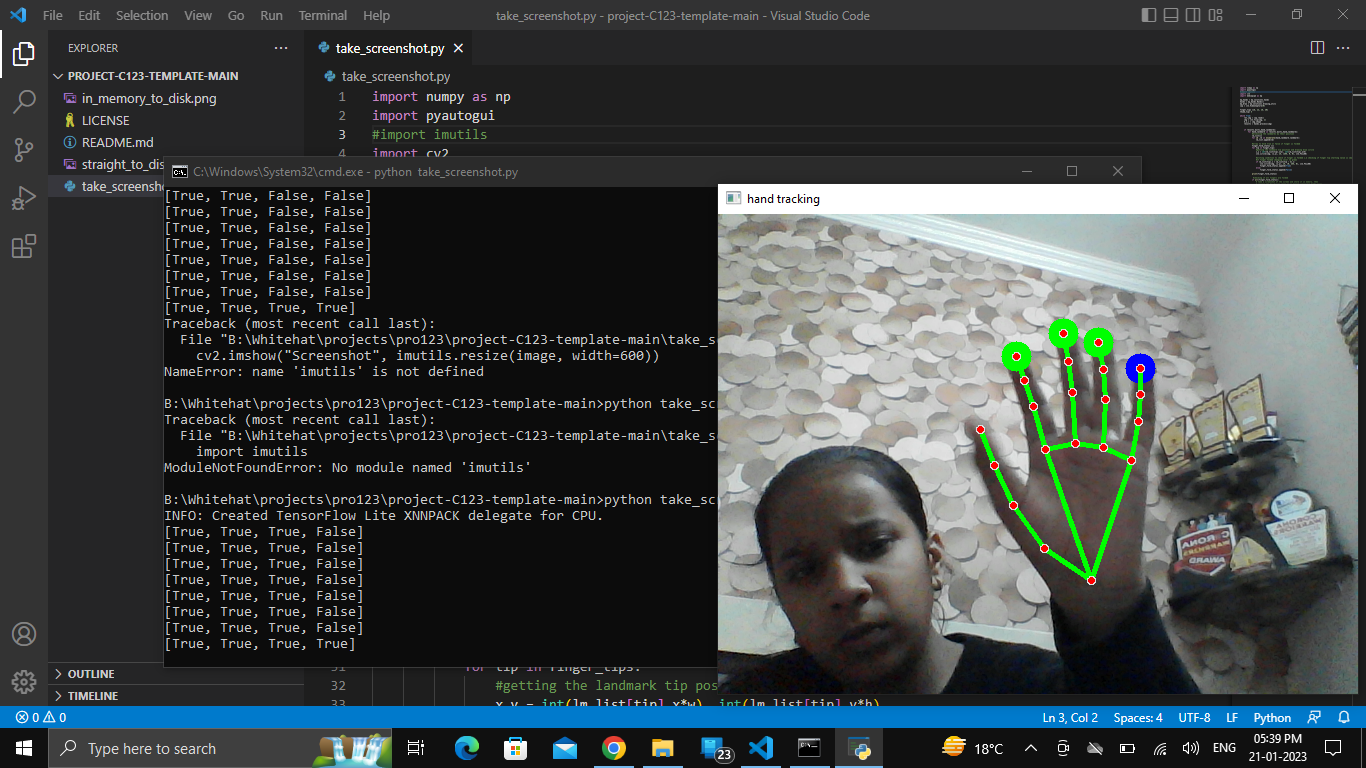 File Edit Selection View Go Run Terminal Help
take_screenshot.py - project-C123-template-main - Visual Studio Code
EXPLORER
PROJECT-C123-TEMPLATE-MAIN
in_memory_to_disk.png
LICENSE
README.md
straight_to_dis
take_screensh
OUTLINE
TIMELINE
take_screenshot.py
take_screenshot.py
1 import numpy as np
2 import pyautogui
3 #import imutils
4 import cv2
C:\Windows\System32\cmd.exe - python take_screenshot.py
[True, True, False, False]
[True, True, False, False]
[True, True, False, False]
[True, True, False, False]
[True, True, False, False]
[True, True, False, False]
[True, True, False, False]
[True, True, True, True]
Traceback (most recent call last):
File "B:\Whitehat\projects\pro123\project-C123-template-main\take_sc
cv2.imshow("Screenshot", imutils.resize(image, width=600))
NameError: name 'imutils' is not defined
B:\Whitehat\projects\pro123\project-C123-template-main>python take_sc
Traceback (most recent call last):
File "B:\Whitehat\projects\pro123\project-C123-template-main\take_sc
import imutils
ModuleNotFoundError: No module named 'imutils'
B:\Whitehat\projects\pro123\project-C123-template-main>python take_sc
INFO: Created TensorFlow Lite XNNPACK delegate for CPU.
[True, True, True, False]
[True, True, True, False]
[True, True, True, False]
[True, True, True, False]
[True, True, True, False]
[True, True, True, False]
[True, True, True, False]
[True, True, True, True]
hand tracking
for tip in finger_tips:
32 #getting the landmark tip pos
33 x,y = int(lm_list[tip].x*w), int(lm_list[tip].y*h)
0 0
Ln 3, Col 2 Spaces: 4 UTF-8 LF Python
Type here to search
23
18°C
ENG
05:39 PM
21-01-2023